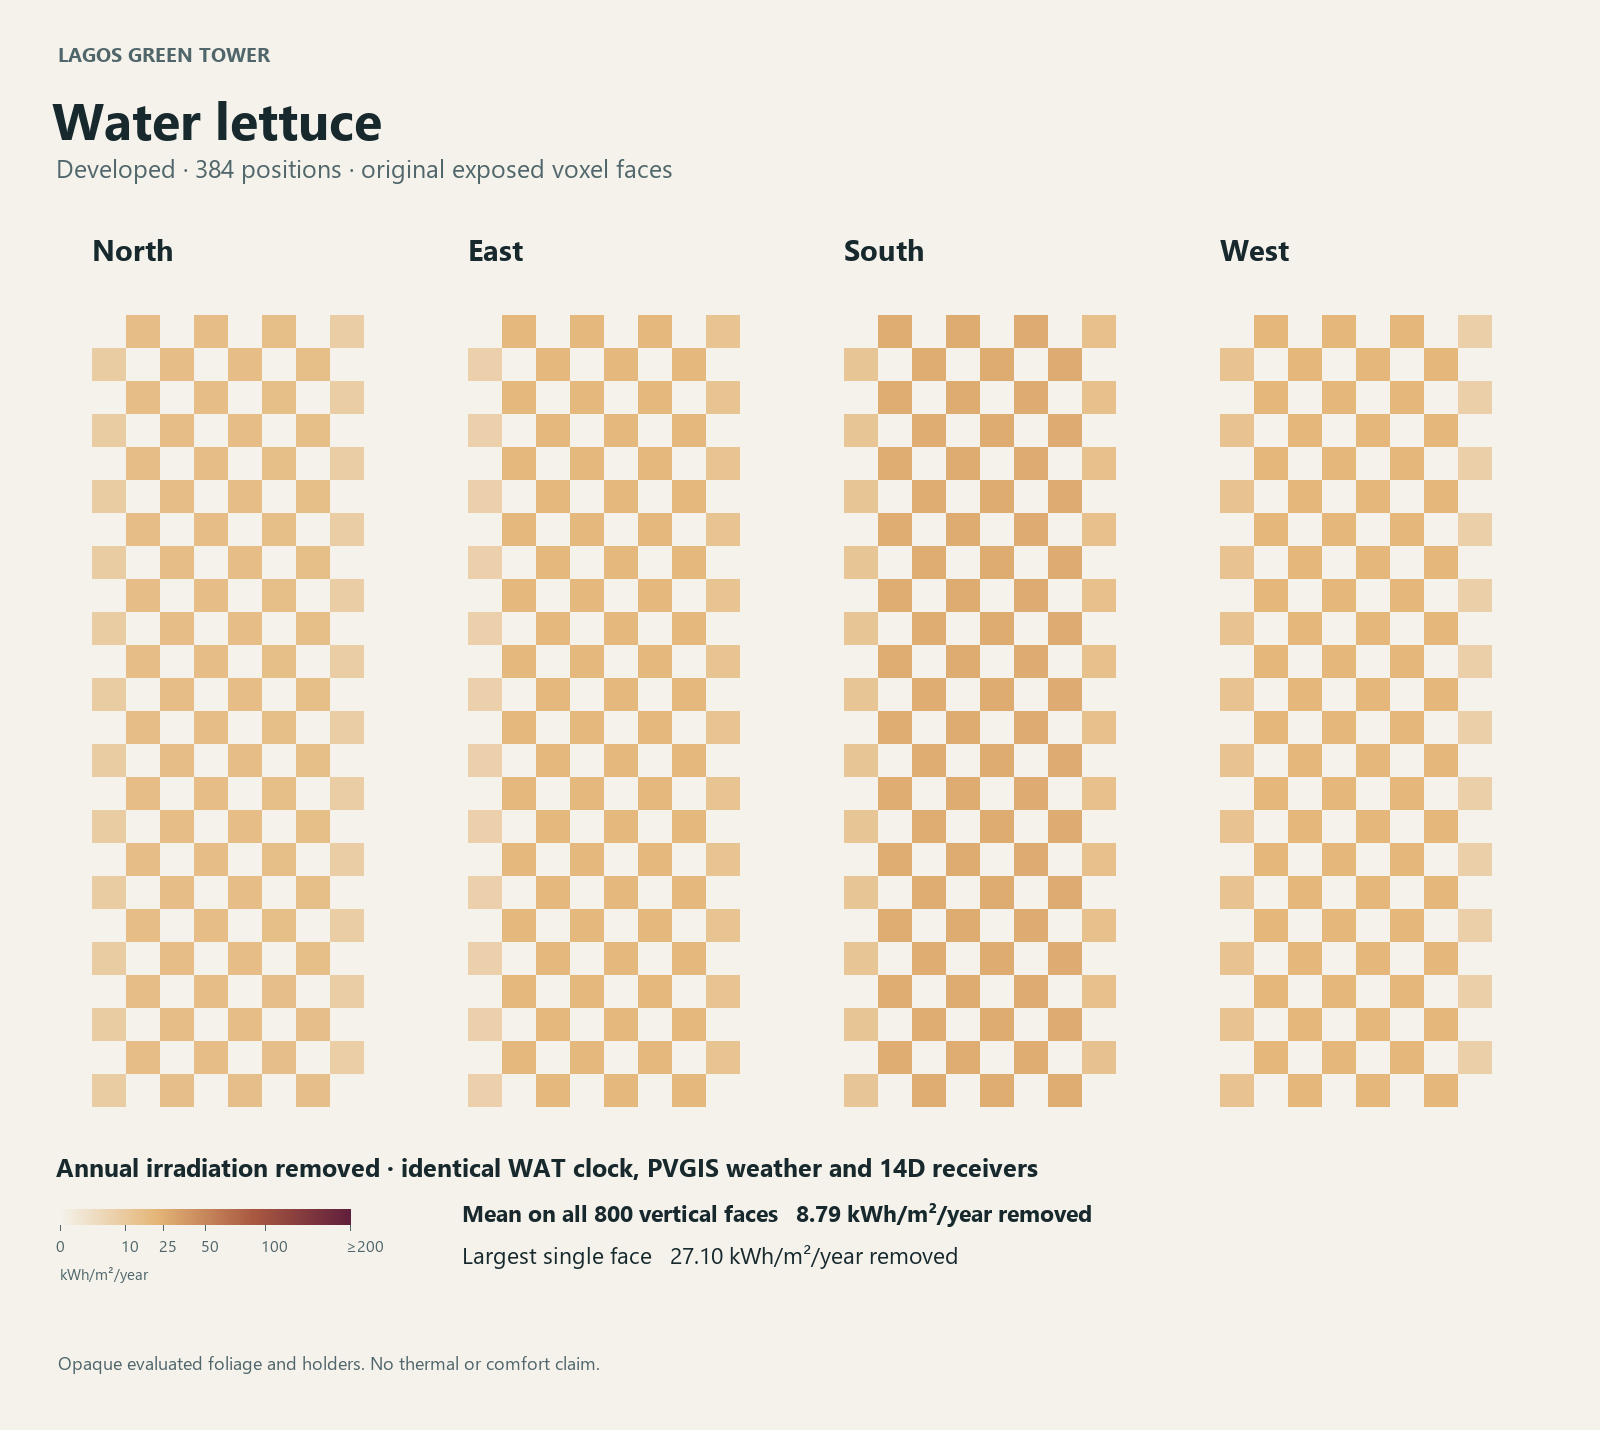 LAGOS GREEN TOWER
Water lettuce
Developed · 384 positions · original exposed voxel faces
North East South West
Annual irradiation removed · identical WAT clock, PVGIS weather and 14D receivers
Mean on all 800 vertical faces 8.79 kWh/m²/year removed
0 10 25 50 100 ≥200
Largest single face 27.10 kWh/m²/year removed
kWh/m²/year
Opaque evaluated foliage and holders. No thermal or comfort claim.